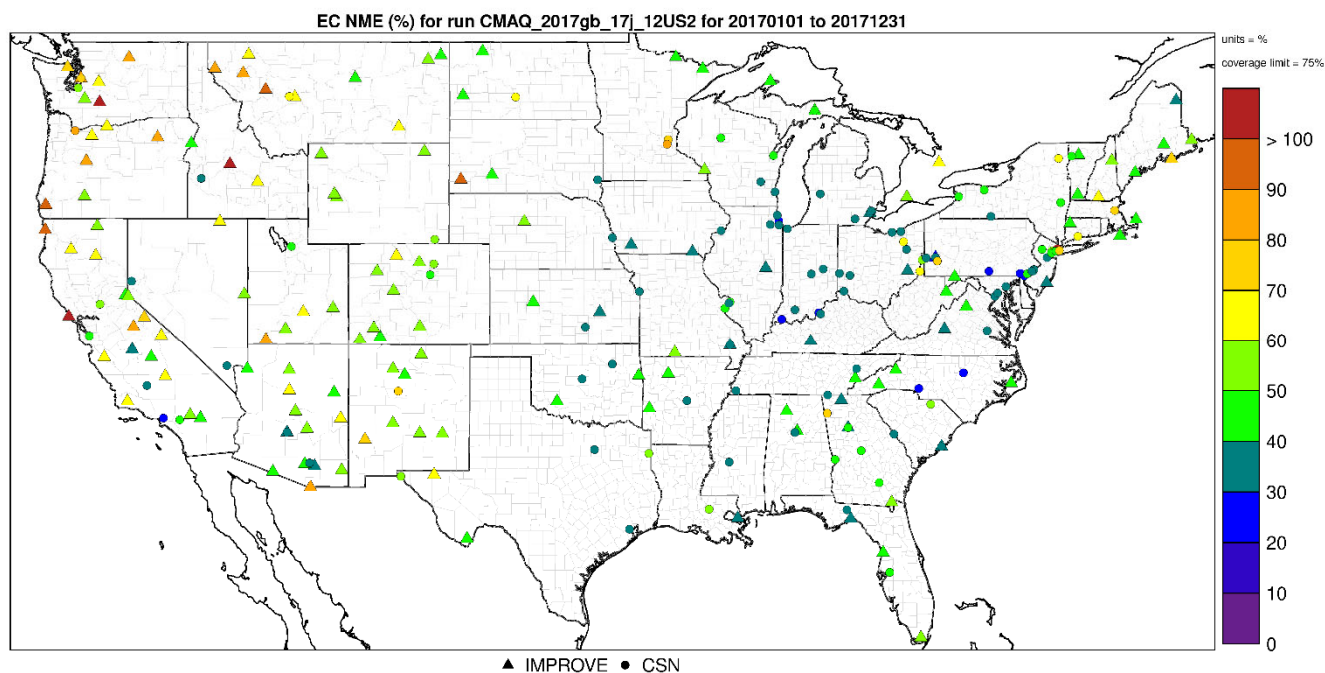 EC NME (%) for run CMAQ_2017gb_17j_12US2 for 20170101 to 20171231
units = %
coverage limit = 75%
> 100
90
80
70
60
50
40
30
20
10
0
IMPROVE
CSN